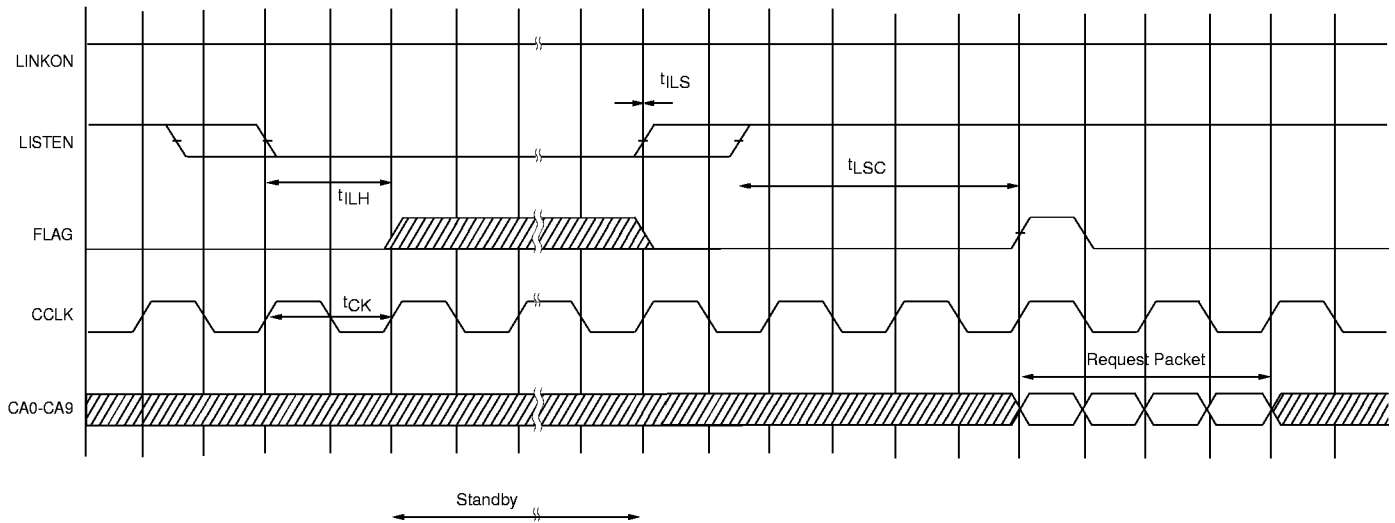 LINKON
tILS
LISTEN
tLSC
tILH
FLAG
tCK
CCLK
Request Packet
CA0-CA9
Standby